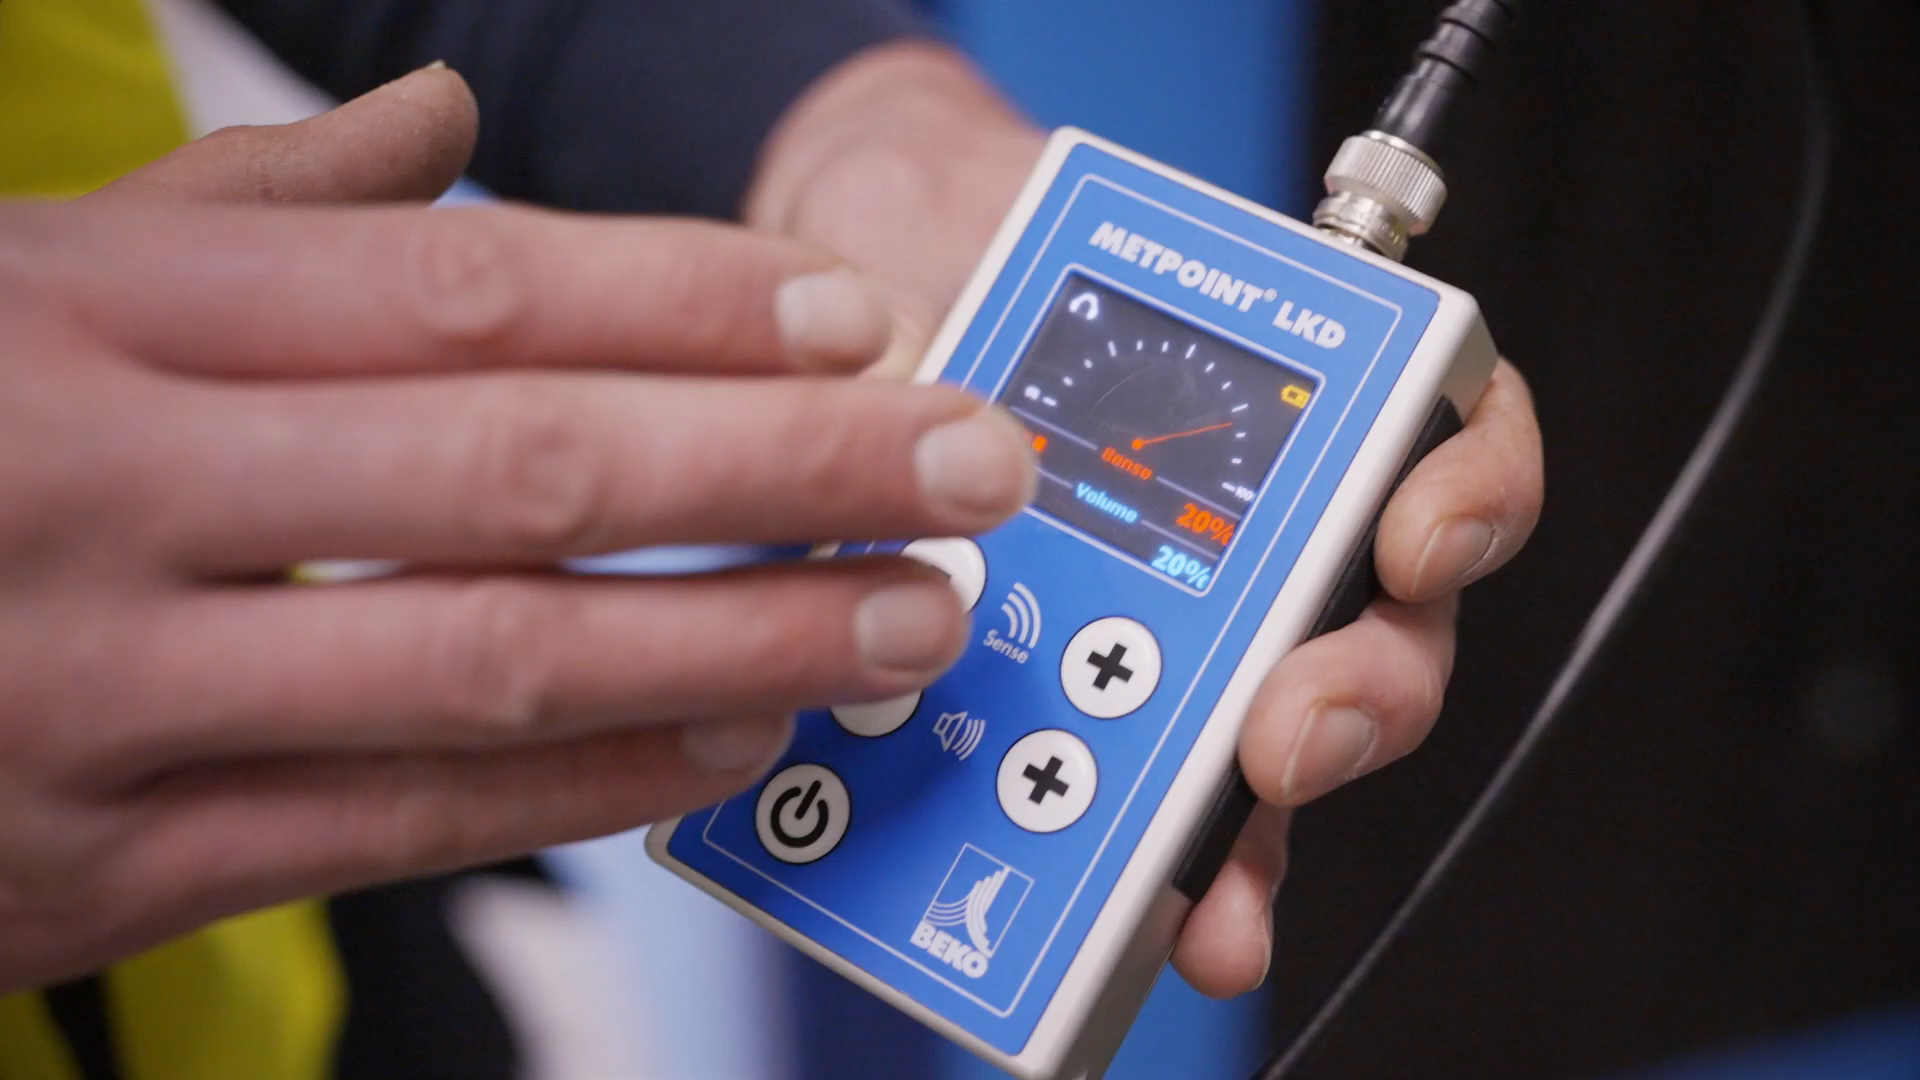 METPOINT® LKD
100
Sense
20%
Volume
20%
Sense
BEKO